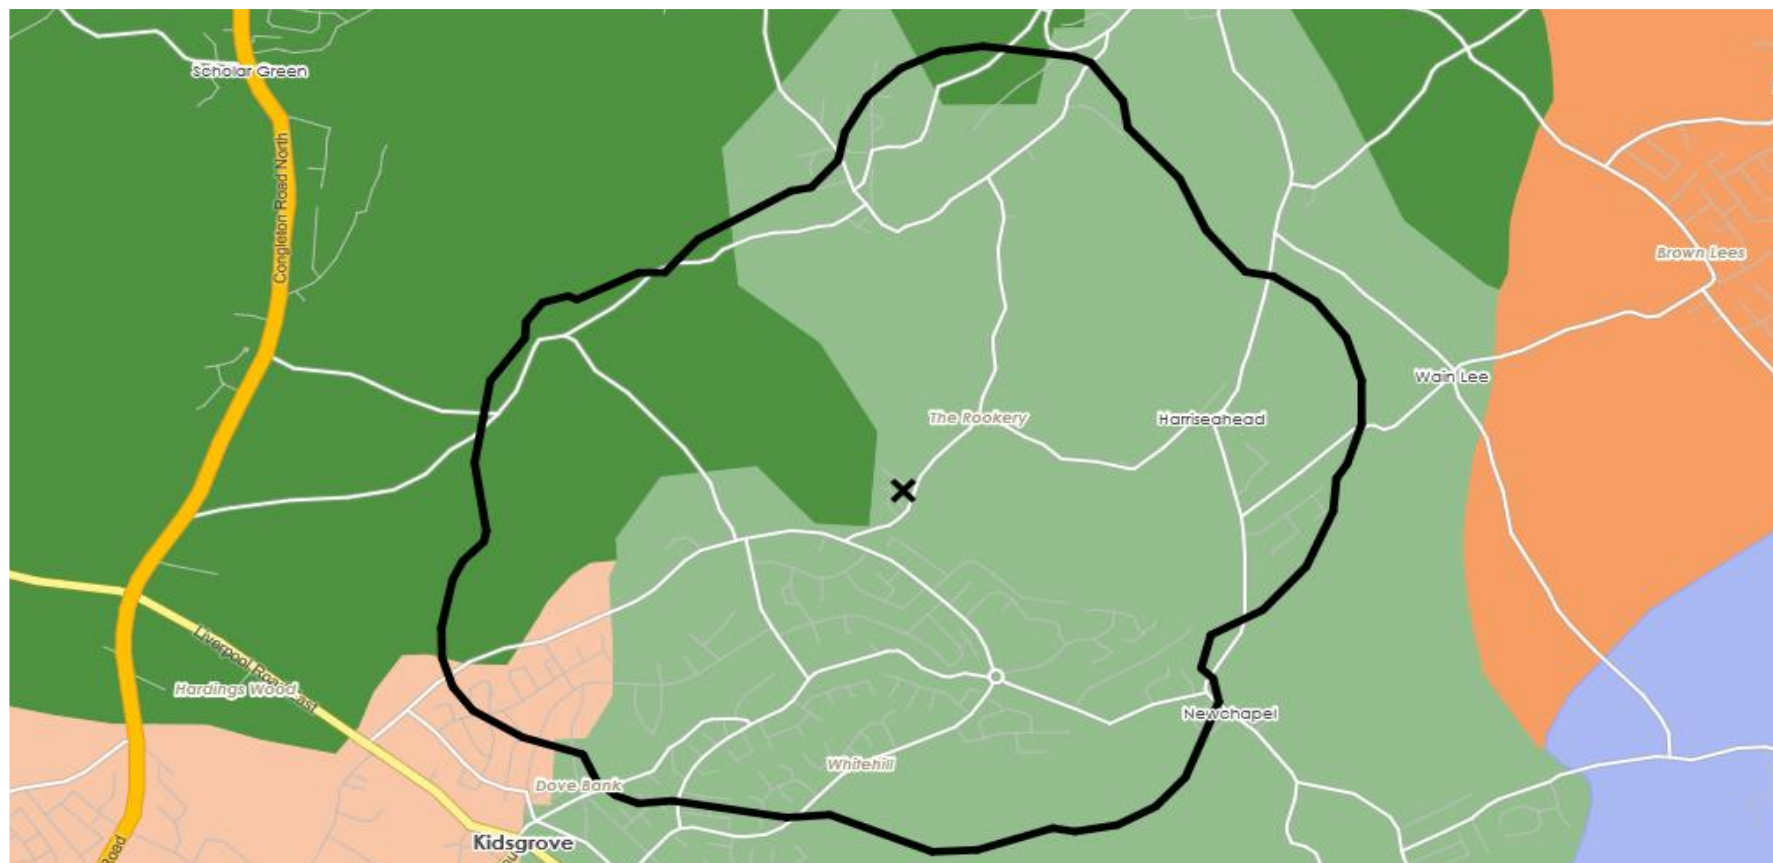 Scholar Green
Congleton Road North
Brown Lees
Wain Lee
The Rookery
Harriseahead
Liverpool Road East
Hardings Wood
Newchapel
Whitehill
Dove Bank
Kidsgrove
Road